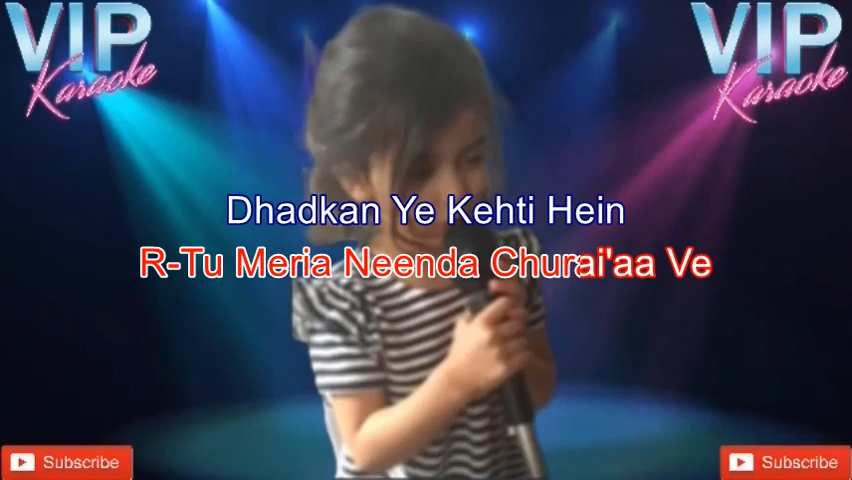 VIP VIP
Karaoke Karaoke
Dhadkan Ye Kehti Hein
R-Tu Meria Neenda Churai'aa Ve
Subscribe Subscribe